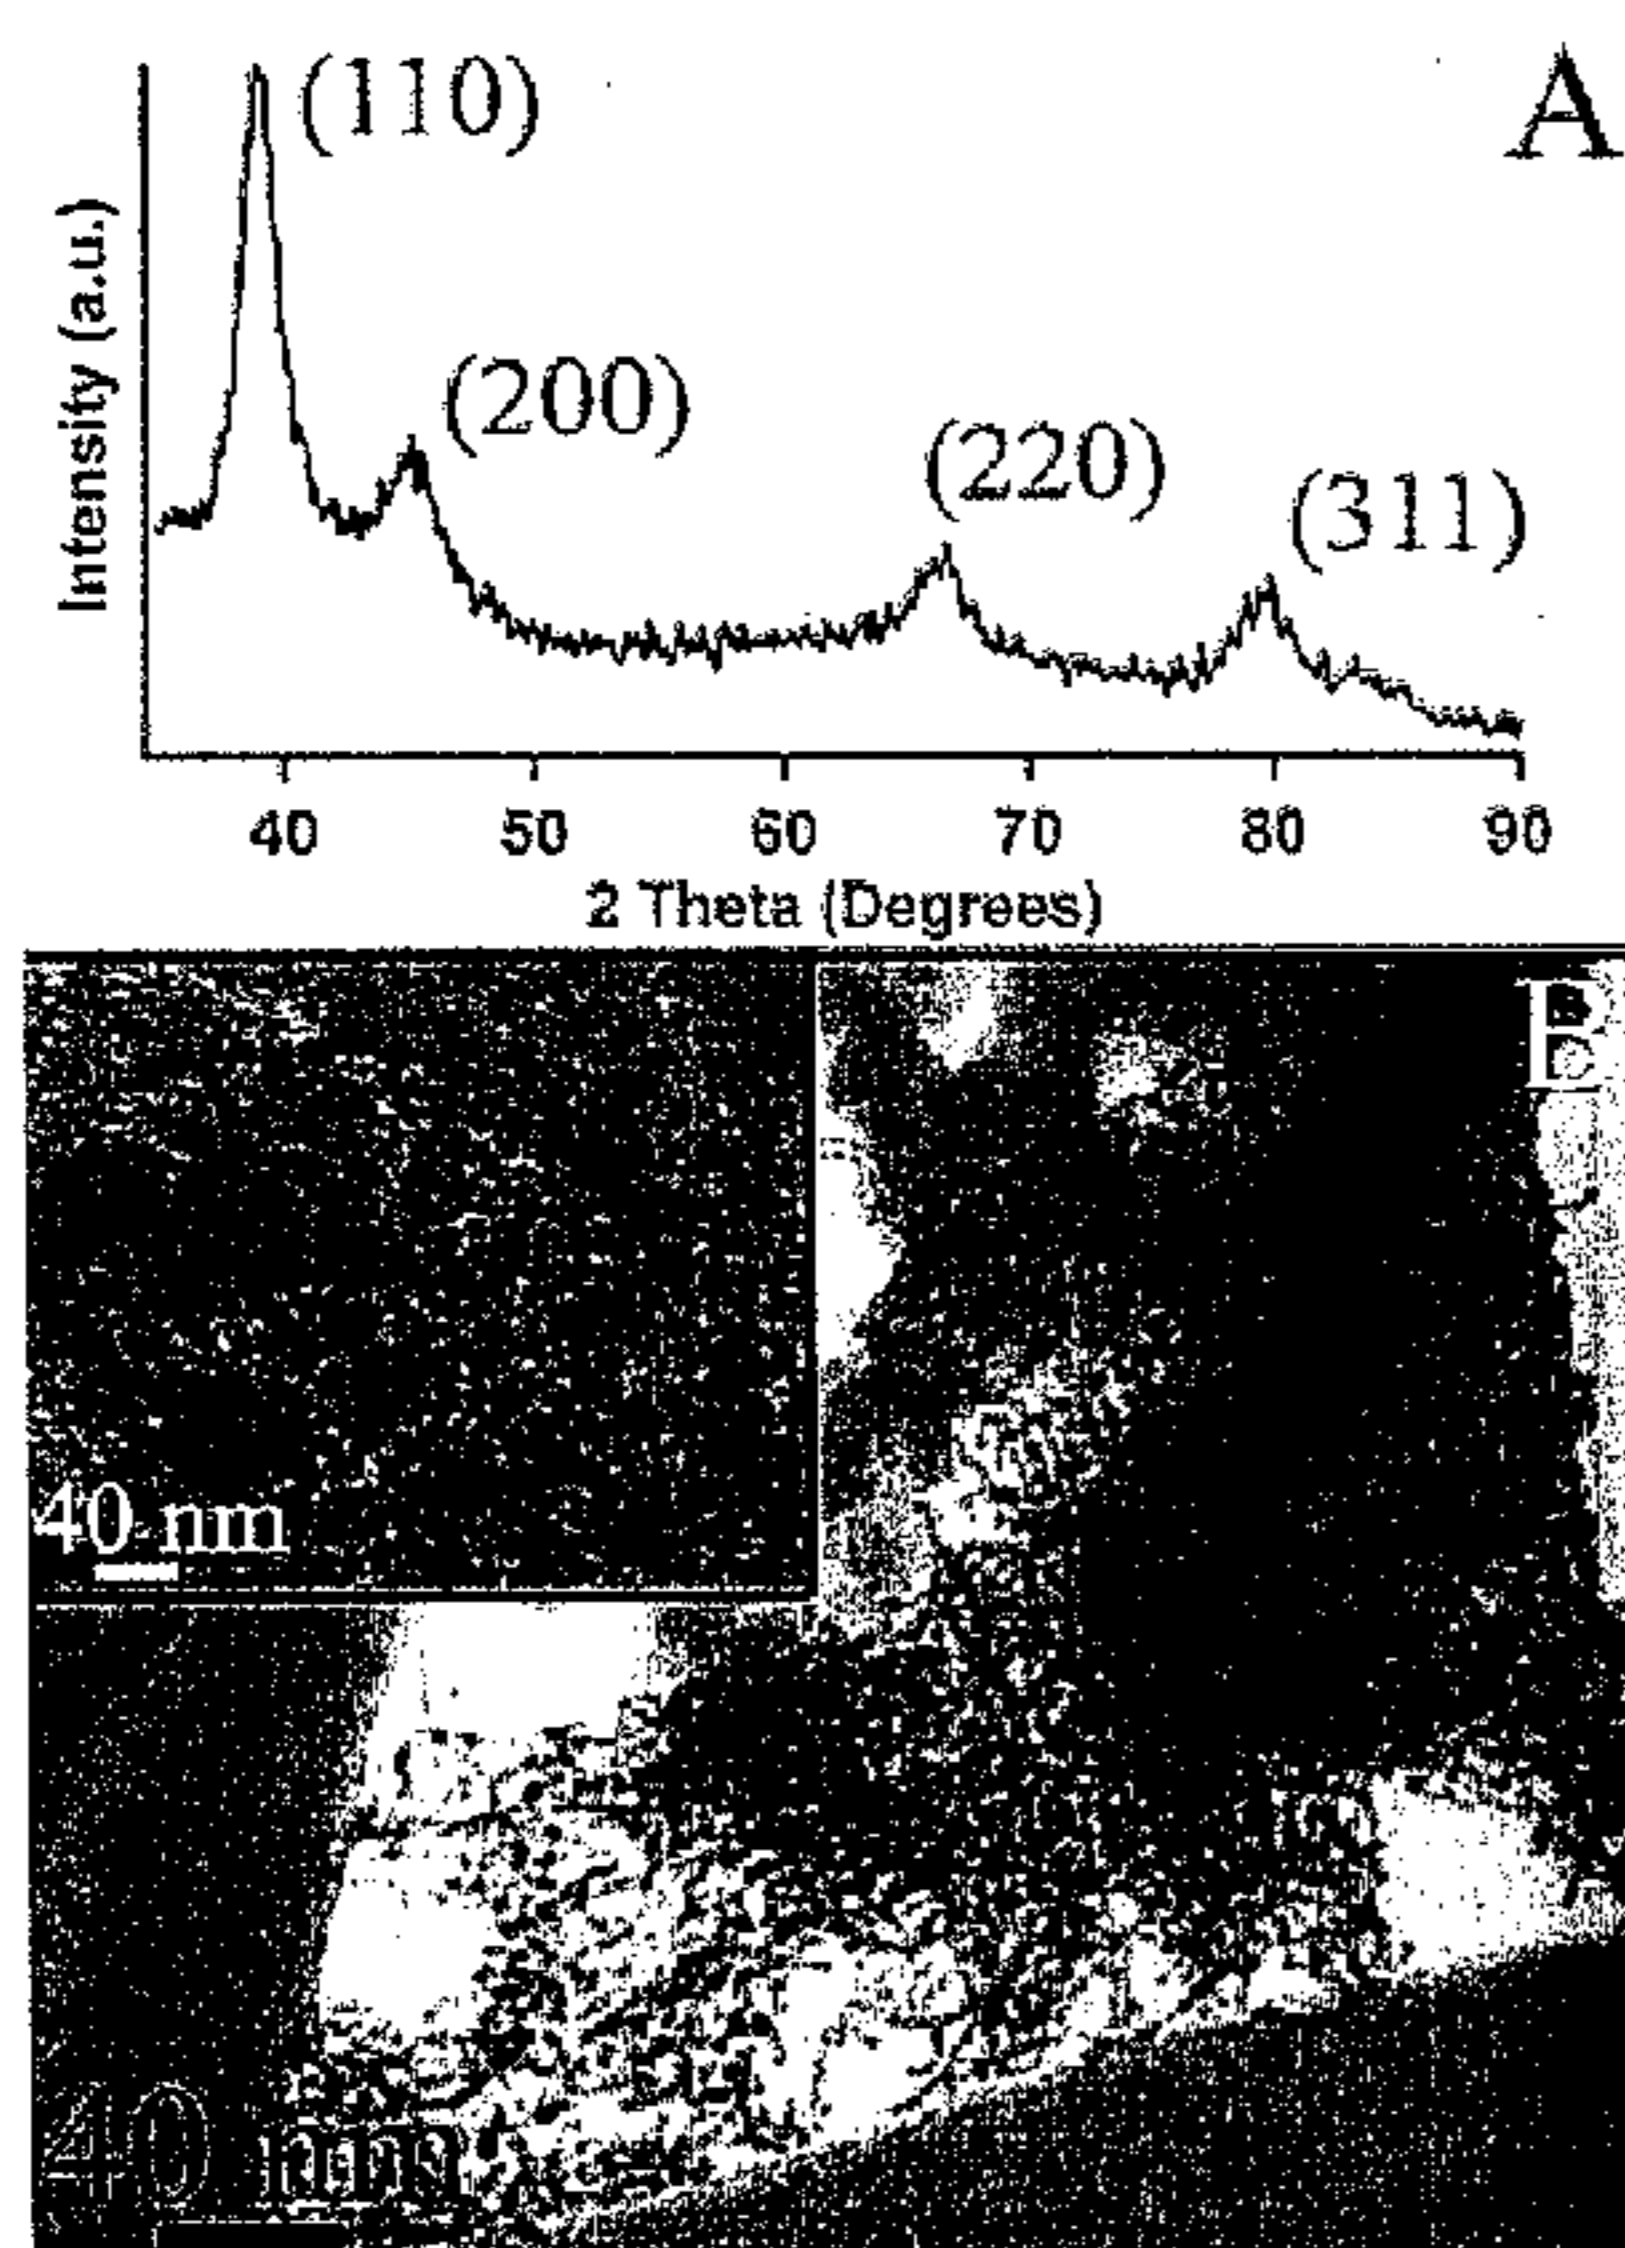 A
(110)
(200)
(220)
(311)
Intensity (a.u.)
40 50 60 70 80 90
2 Theta (Degrees)
B
40 nm
40 nm